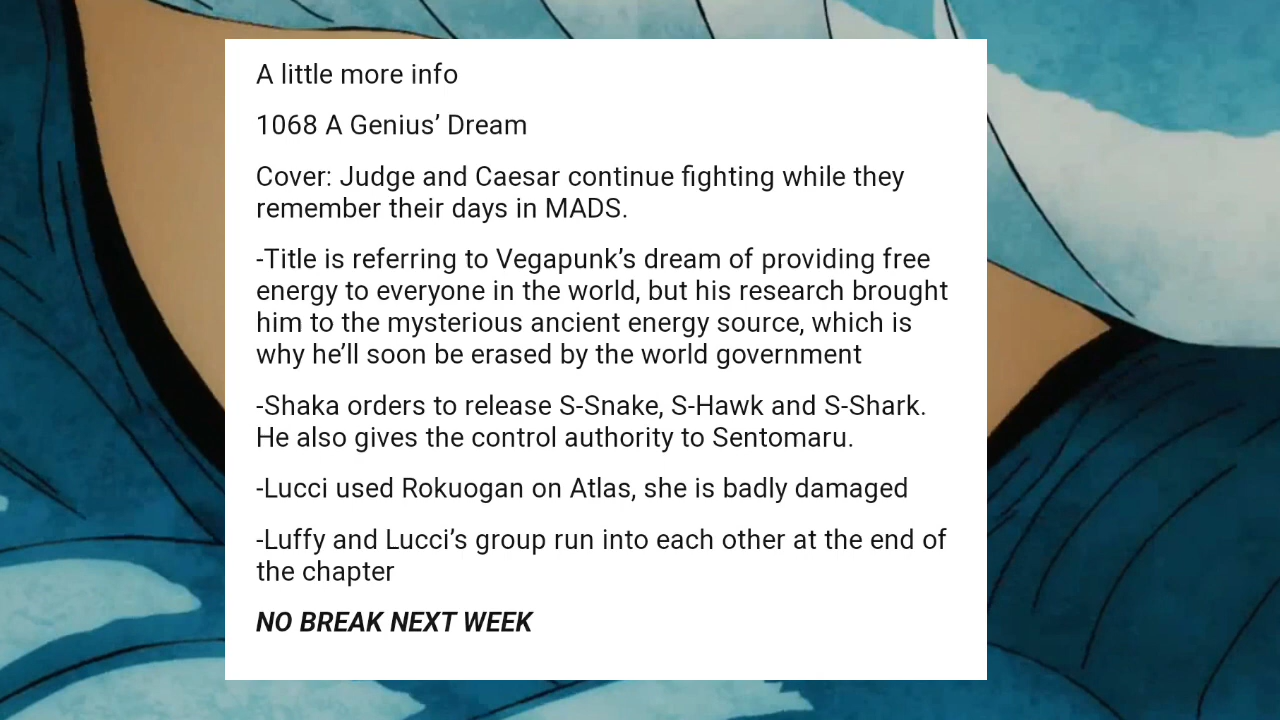 A little more info
1068 A Genius’ Dream
Cover: Judge and Caesar continue fighting while they
remember their days in MADS.
-Title is referring to Vegapunk’s dream of providing free
energy to everyone in the world, but his research brought
him to the mysterious ancient energy source, which is
why he’ll soon be erased by the world government
-Shaka orders to release S-Snake, S-Hawk and S-Shark.
He also gives the control authority to Sentomaru.
-Lucci used Rokuogan on Atlas, she is badly damaged
-Luffy and Lucci’s group run into each other at the end of
the chapter
NO BREAK NEXT WEEK